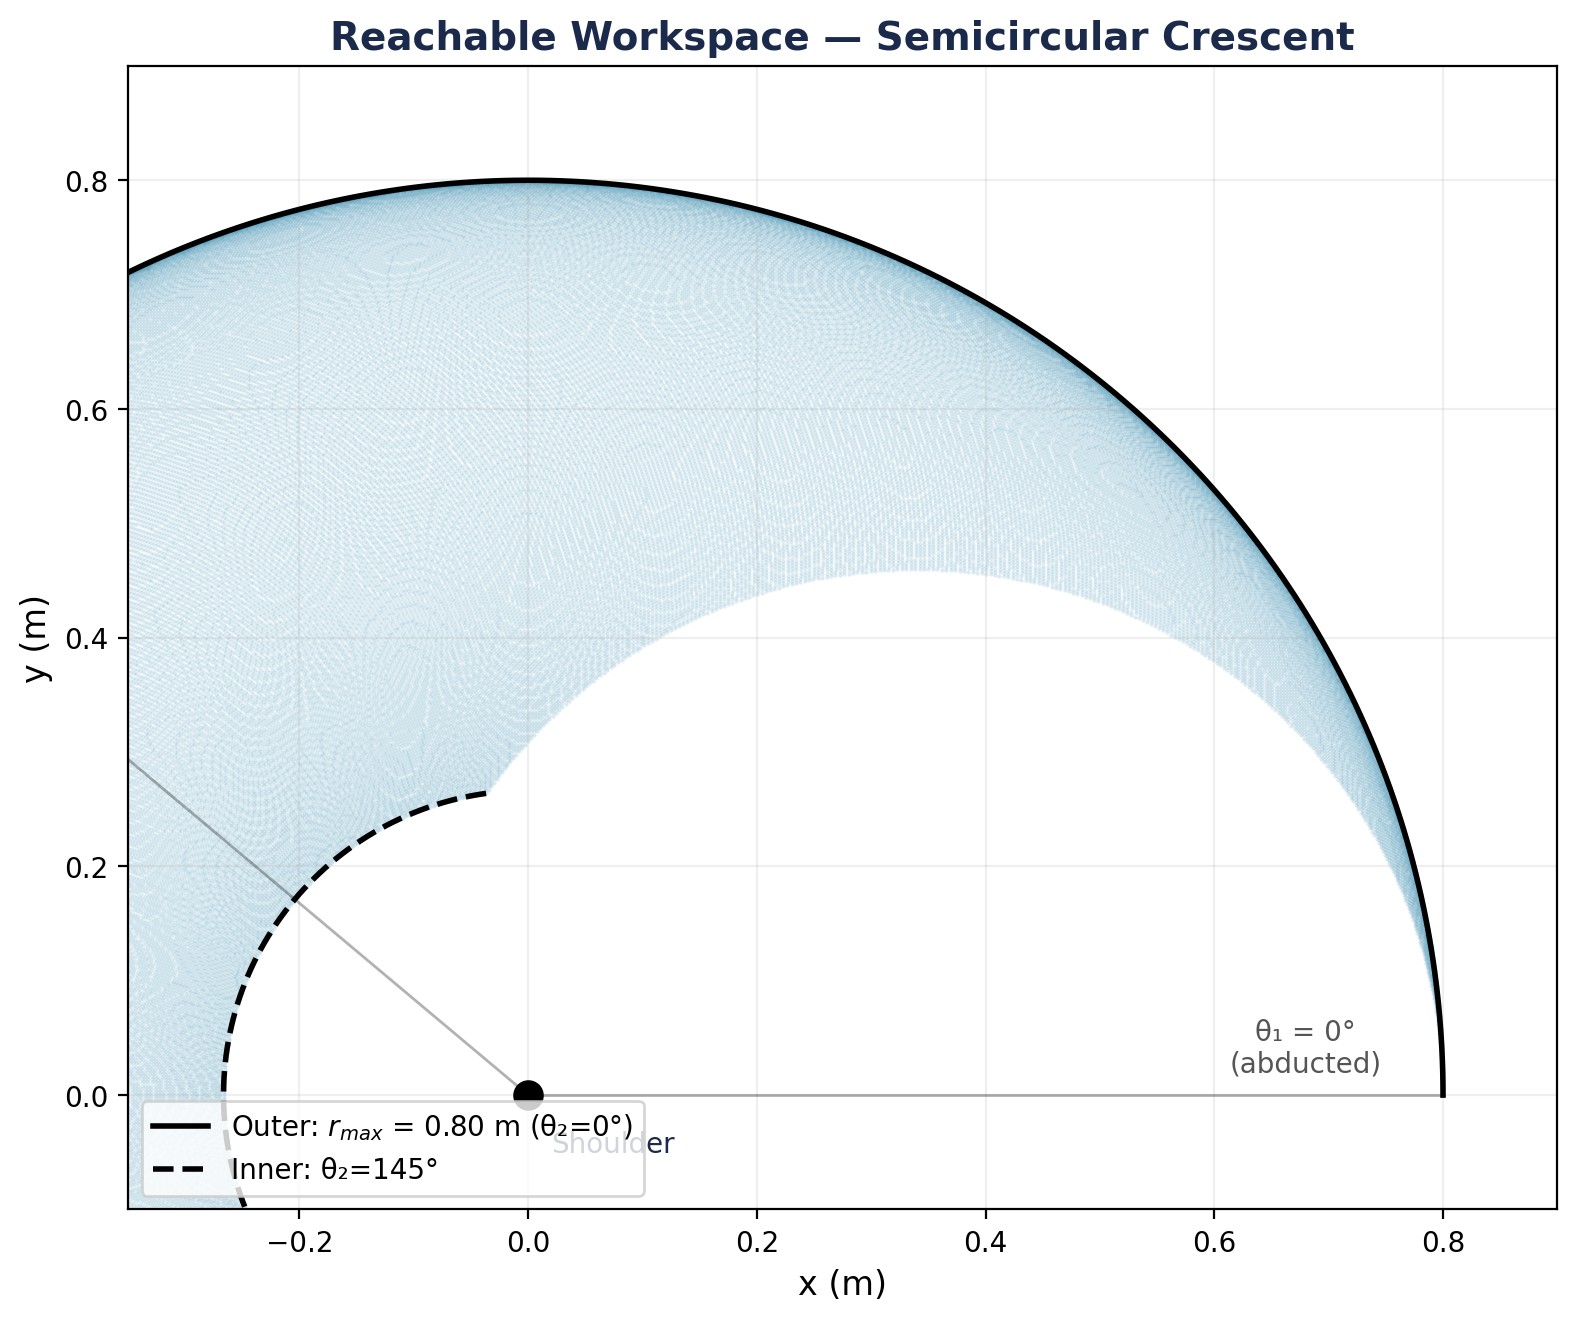 Reachable Workspace — Semicircular Crescent
0.8
0.6
0.4
0.2
0.0
y (m)
θ₁ = 0°
(abducted)
Shoulder
Outer: r_max = 0.80 m (θ₂=0°)
Inner: θ₂=145°
−0.2
0.0
0.2
0.4
0.6
0.8
x (m)